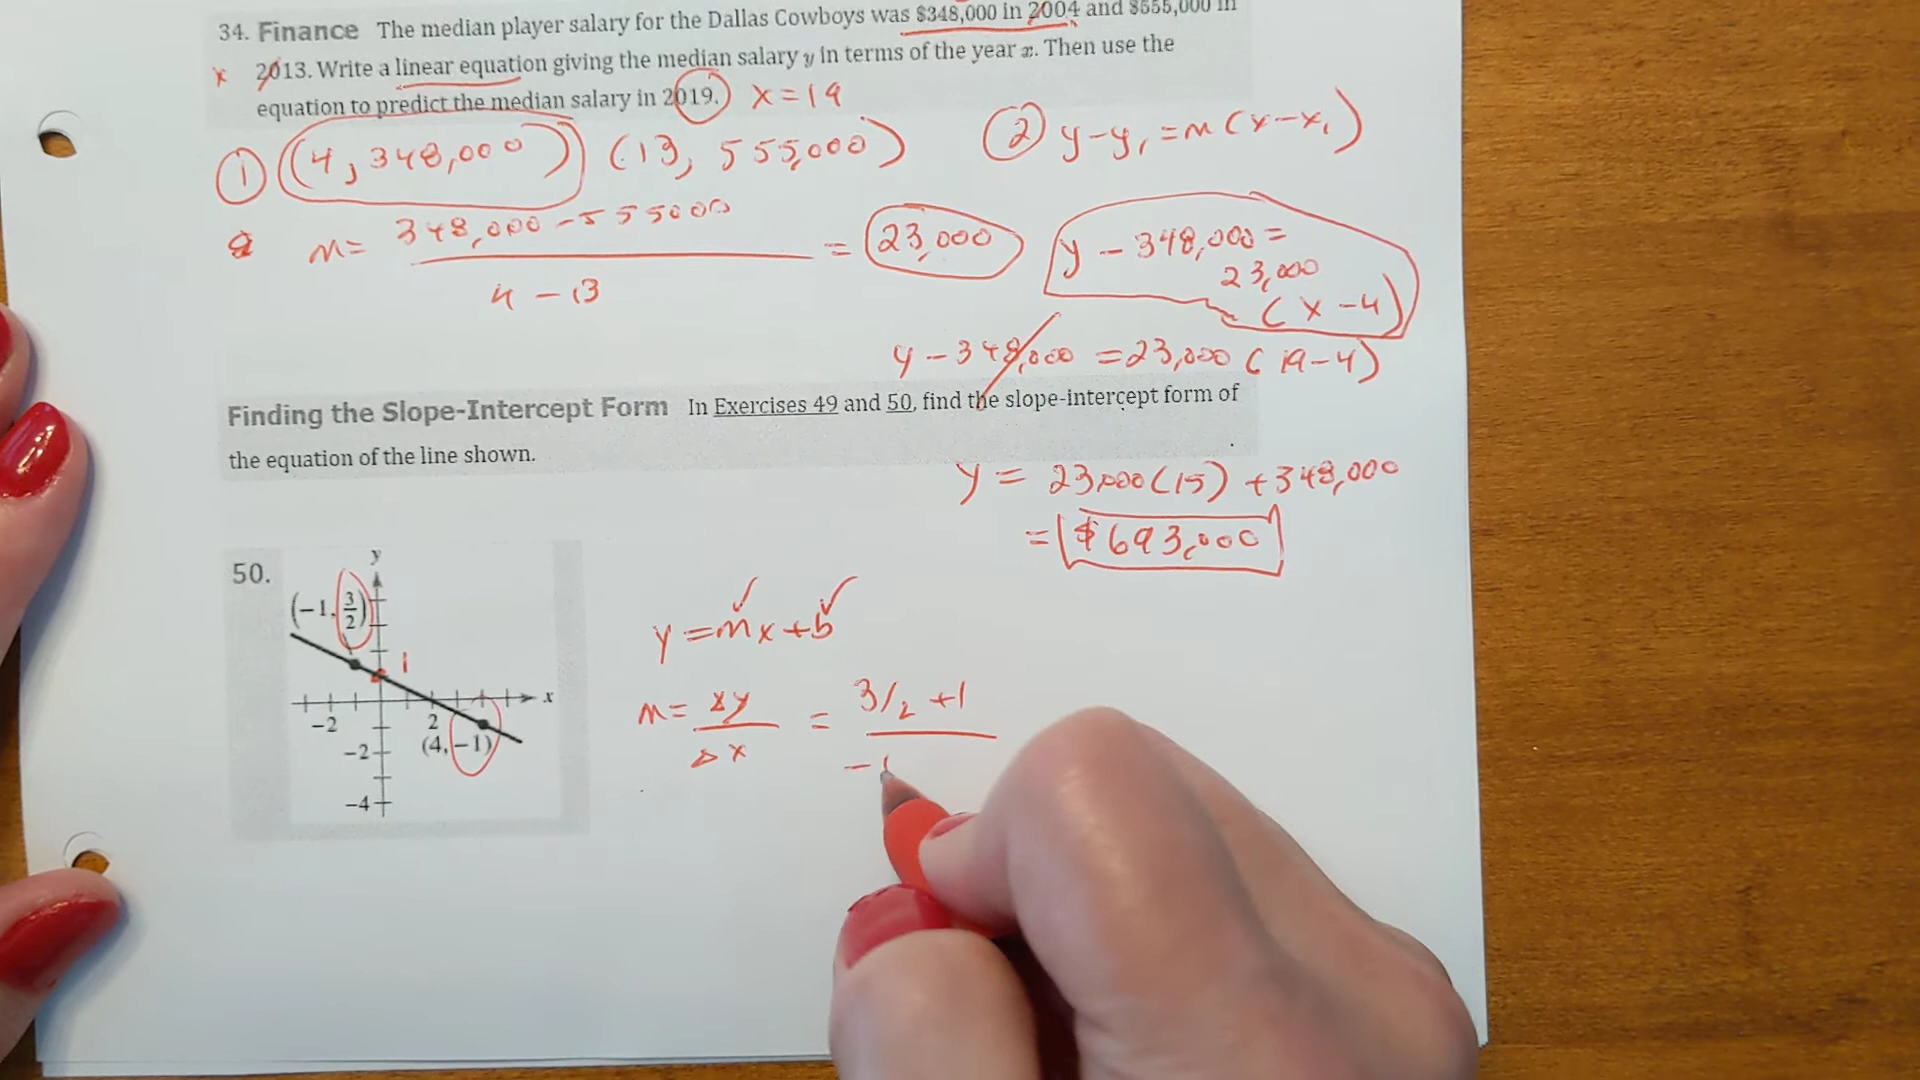 34. Finance The median player salary for the Dallas Cowboys was $348,000 in 2004 and $555,000 in
x 2013. Write a linear equation giving the median salary y in terms of the year x. Then use the
equation to predict the median salary in 2019. x = 19
① (4, 348,000) (13, 555,000) ② y-y₁ = m(x-x₁)
m = 348,000 - 555000
4 - 13
= 23,000
y - 348,000 =
23,000
(x - 4)
y - 348,000 = 23,000 (19-4)
Finding the Slope-Intercept Form In Exercises 49 and 50, find the slope-intercept form of
the equation of the line shown.
y = 23,000(15) + 348,000
= $693,000
50.
y
(-1, 3/2)
1
x
-2
2
-2
(4, -1)
-4
y = mx + b
m = Δy
Δx
= 3/2 + 1
-1